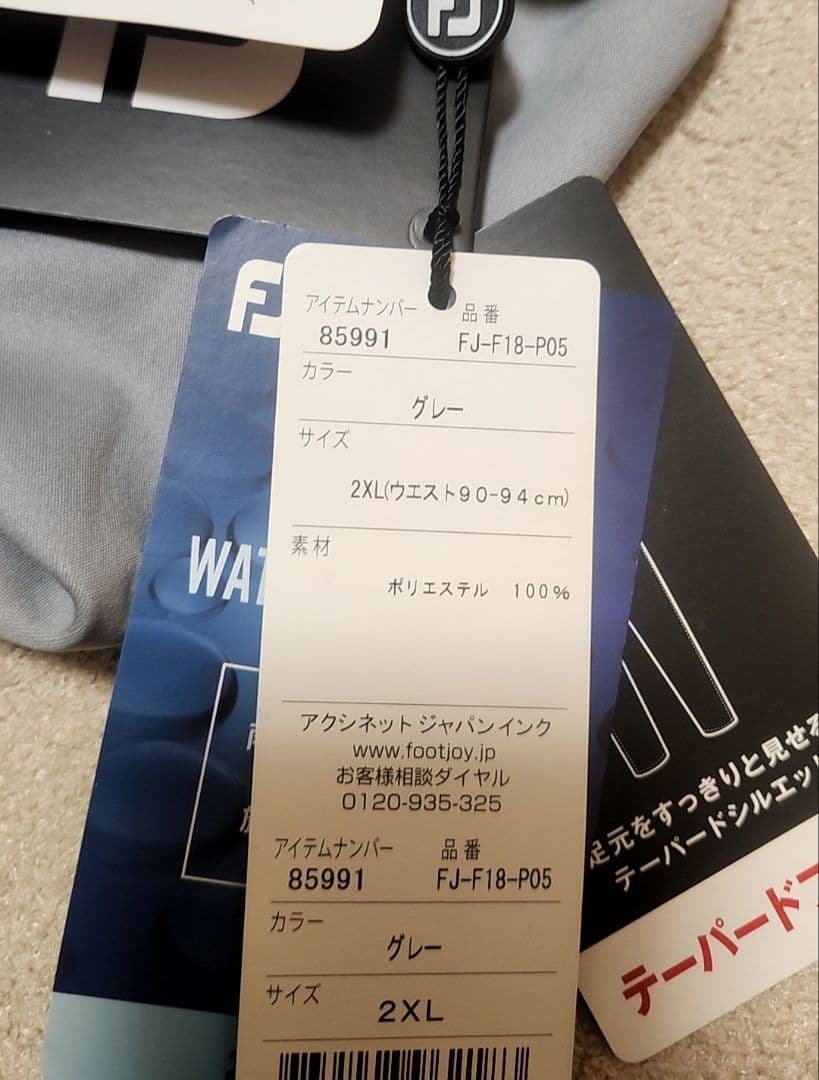 FJ
FJ
アイテムナンバー 品番
85991 FJ-F18-P05
カラー
グレー
サイズ
2XL(ウエスト90-94cm)
素材
ポリエステル 100%
アクシネット ジャパンインク
www.footjoy.jp
お客様相談ダイヤル
0120-935-325
アイテムナンバー 品番
85991 FJ-F18-P05
カラー
グレー
サイズ
2XL
WAT
足元をすっきりと見せる
テーパードシルエッ
テーパード